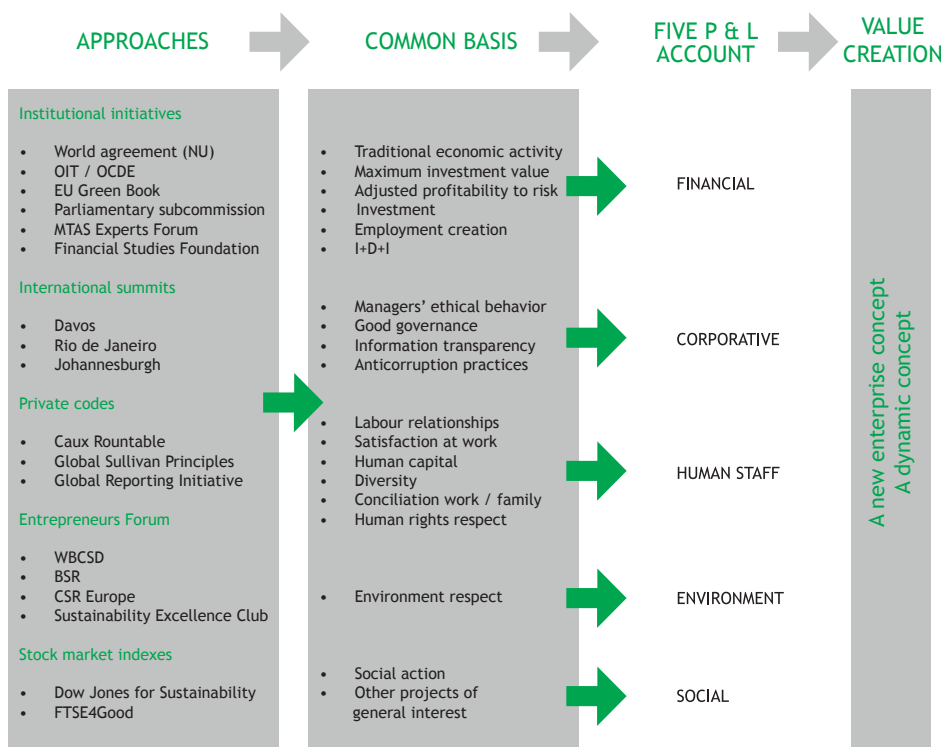 APPROACHES
COMMON BASIS
FIVE P & L
ACCOUNT
VALUE
CREATION
Institutional initiatives
• World agreement (NU)
• OIT / OCDE
• EU Green Book
• Parliamentary subcommission
• MTAS Experts Forum
• Financial Studies Foundation
International summits
• Davos
• Rio de Janeiro
• Johannesburgh
Private codes
• Caux Roundtable
• Global Sullivan Principles
• Global Reporting Initiative
Entrepreneurs Forum
• WBCSD
• BSR
• CSR Europe
• Sustainability Excellence Club
Stock market indexes
• Dow Jones for Sustainability
• FTSE4Good
• Traditional economic activity
• Maximum investment value
• Adjusted profitability to risk
• Investment
• Employment creation
• I+D+I
• Managers’ ethical behavior
• Good governance
• Information transparency
• Anticorruption practices
• Labour relationships
• Satisfaction at work
• Human capital
• Diversity
• Conciliation work / family
• Human rights respect
• Environment respect
• Social action
• Other projects of
general interest
FINANCIAL
CORPORATIVE
HUMAN STAFF
ENVIRONMENT
SOCIAL
A new enterprise concept
A dynamic concept